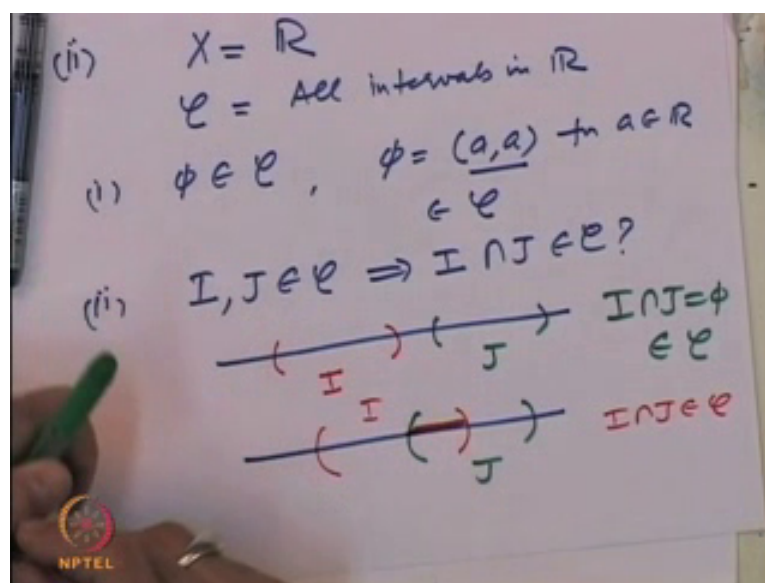 (ii) X = ℝ
𝒞 = All intervals in ℝ
(i) ϕ ∈ 𝒞 , ϕ = (a,a) for a ∈ ℝ
∈ 𝒞
(ii) I, J ∈ 𝒞 ⇒ I ∩ J ∈ 𝒞 ?
I J I∩J=ϕ
∈ 𝒞
I J I∩J∈𝒞
NPTEL